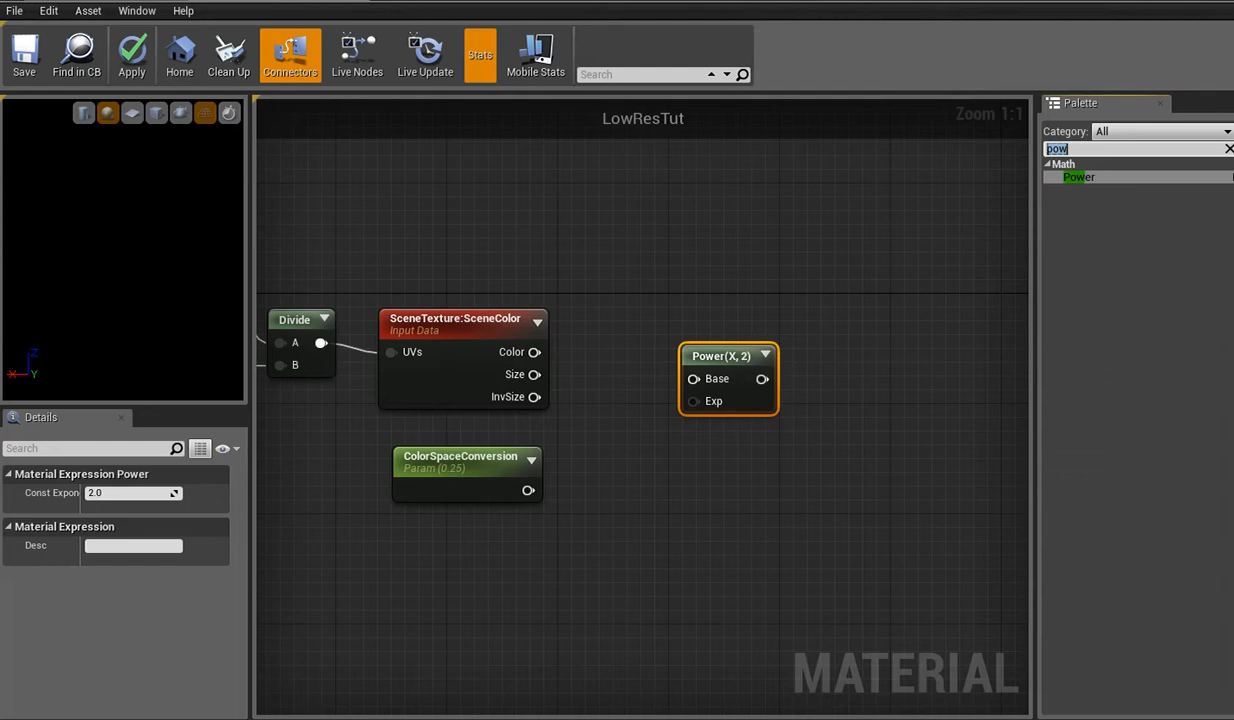 File Edit Asset Window Help
Save Find in CB Apply Home Clean Up Connectors Live Nodes Live Update Stats Mobile Stats Search
LowResTut Zoom 1:1
Palette
Category: All
pow
Math
Power
Divide
A
B
SceneTexture:SceneColor
Input Data
UVs Color
Size
InvSize
Power(X, 2)
Base
Exp
ColorSpaceConversion
Param (0.25)
Z
X Y
Details
Search
Material Expression Power
Const Expon 2.0
Material Expression
Desc
MATERIAL